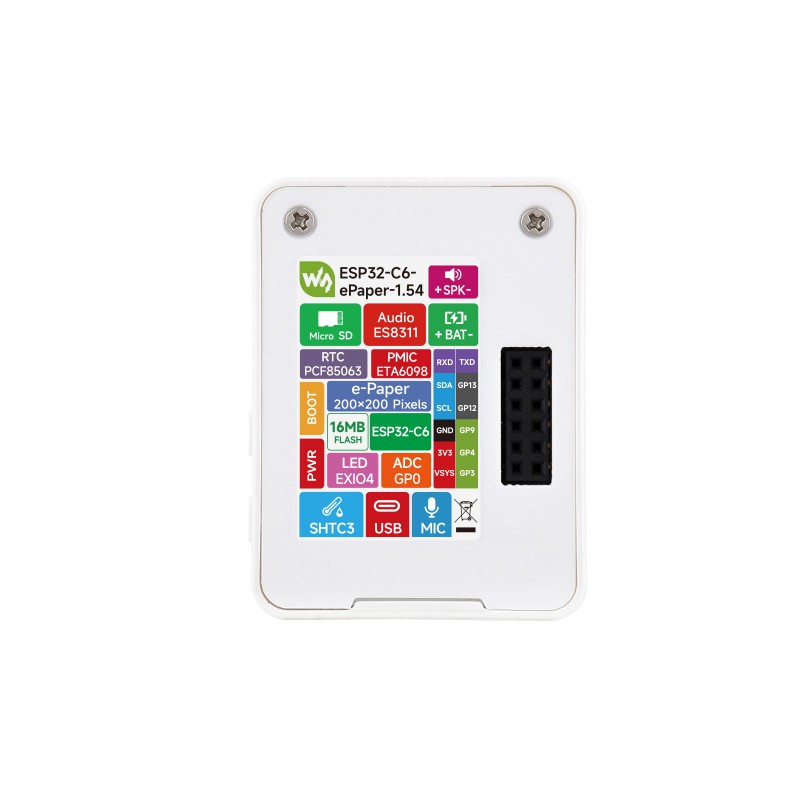 ESP32-C6-
ePaper-1.54
+SPK-
Micro SD
Audio
ES8311
+BAT-
RTC
PCF85063
PMIC
ETA6098
RXD TXD
BOOT
e-Paper
200×200 Pixels
SDA GP13
SCL GP12
16MB
FLASH
ESP32-C6
GND GP9
PWR
LED
EXIO4
ADC
GP0
3V3 GP4
VSYS GP3
SHTC3
USB
MIC